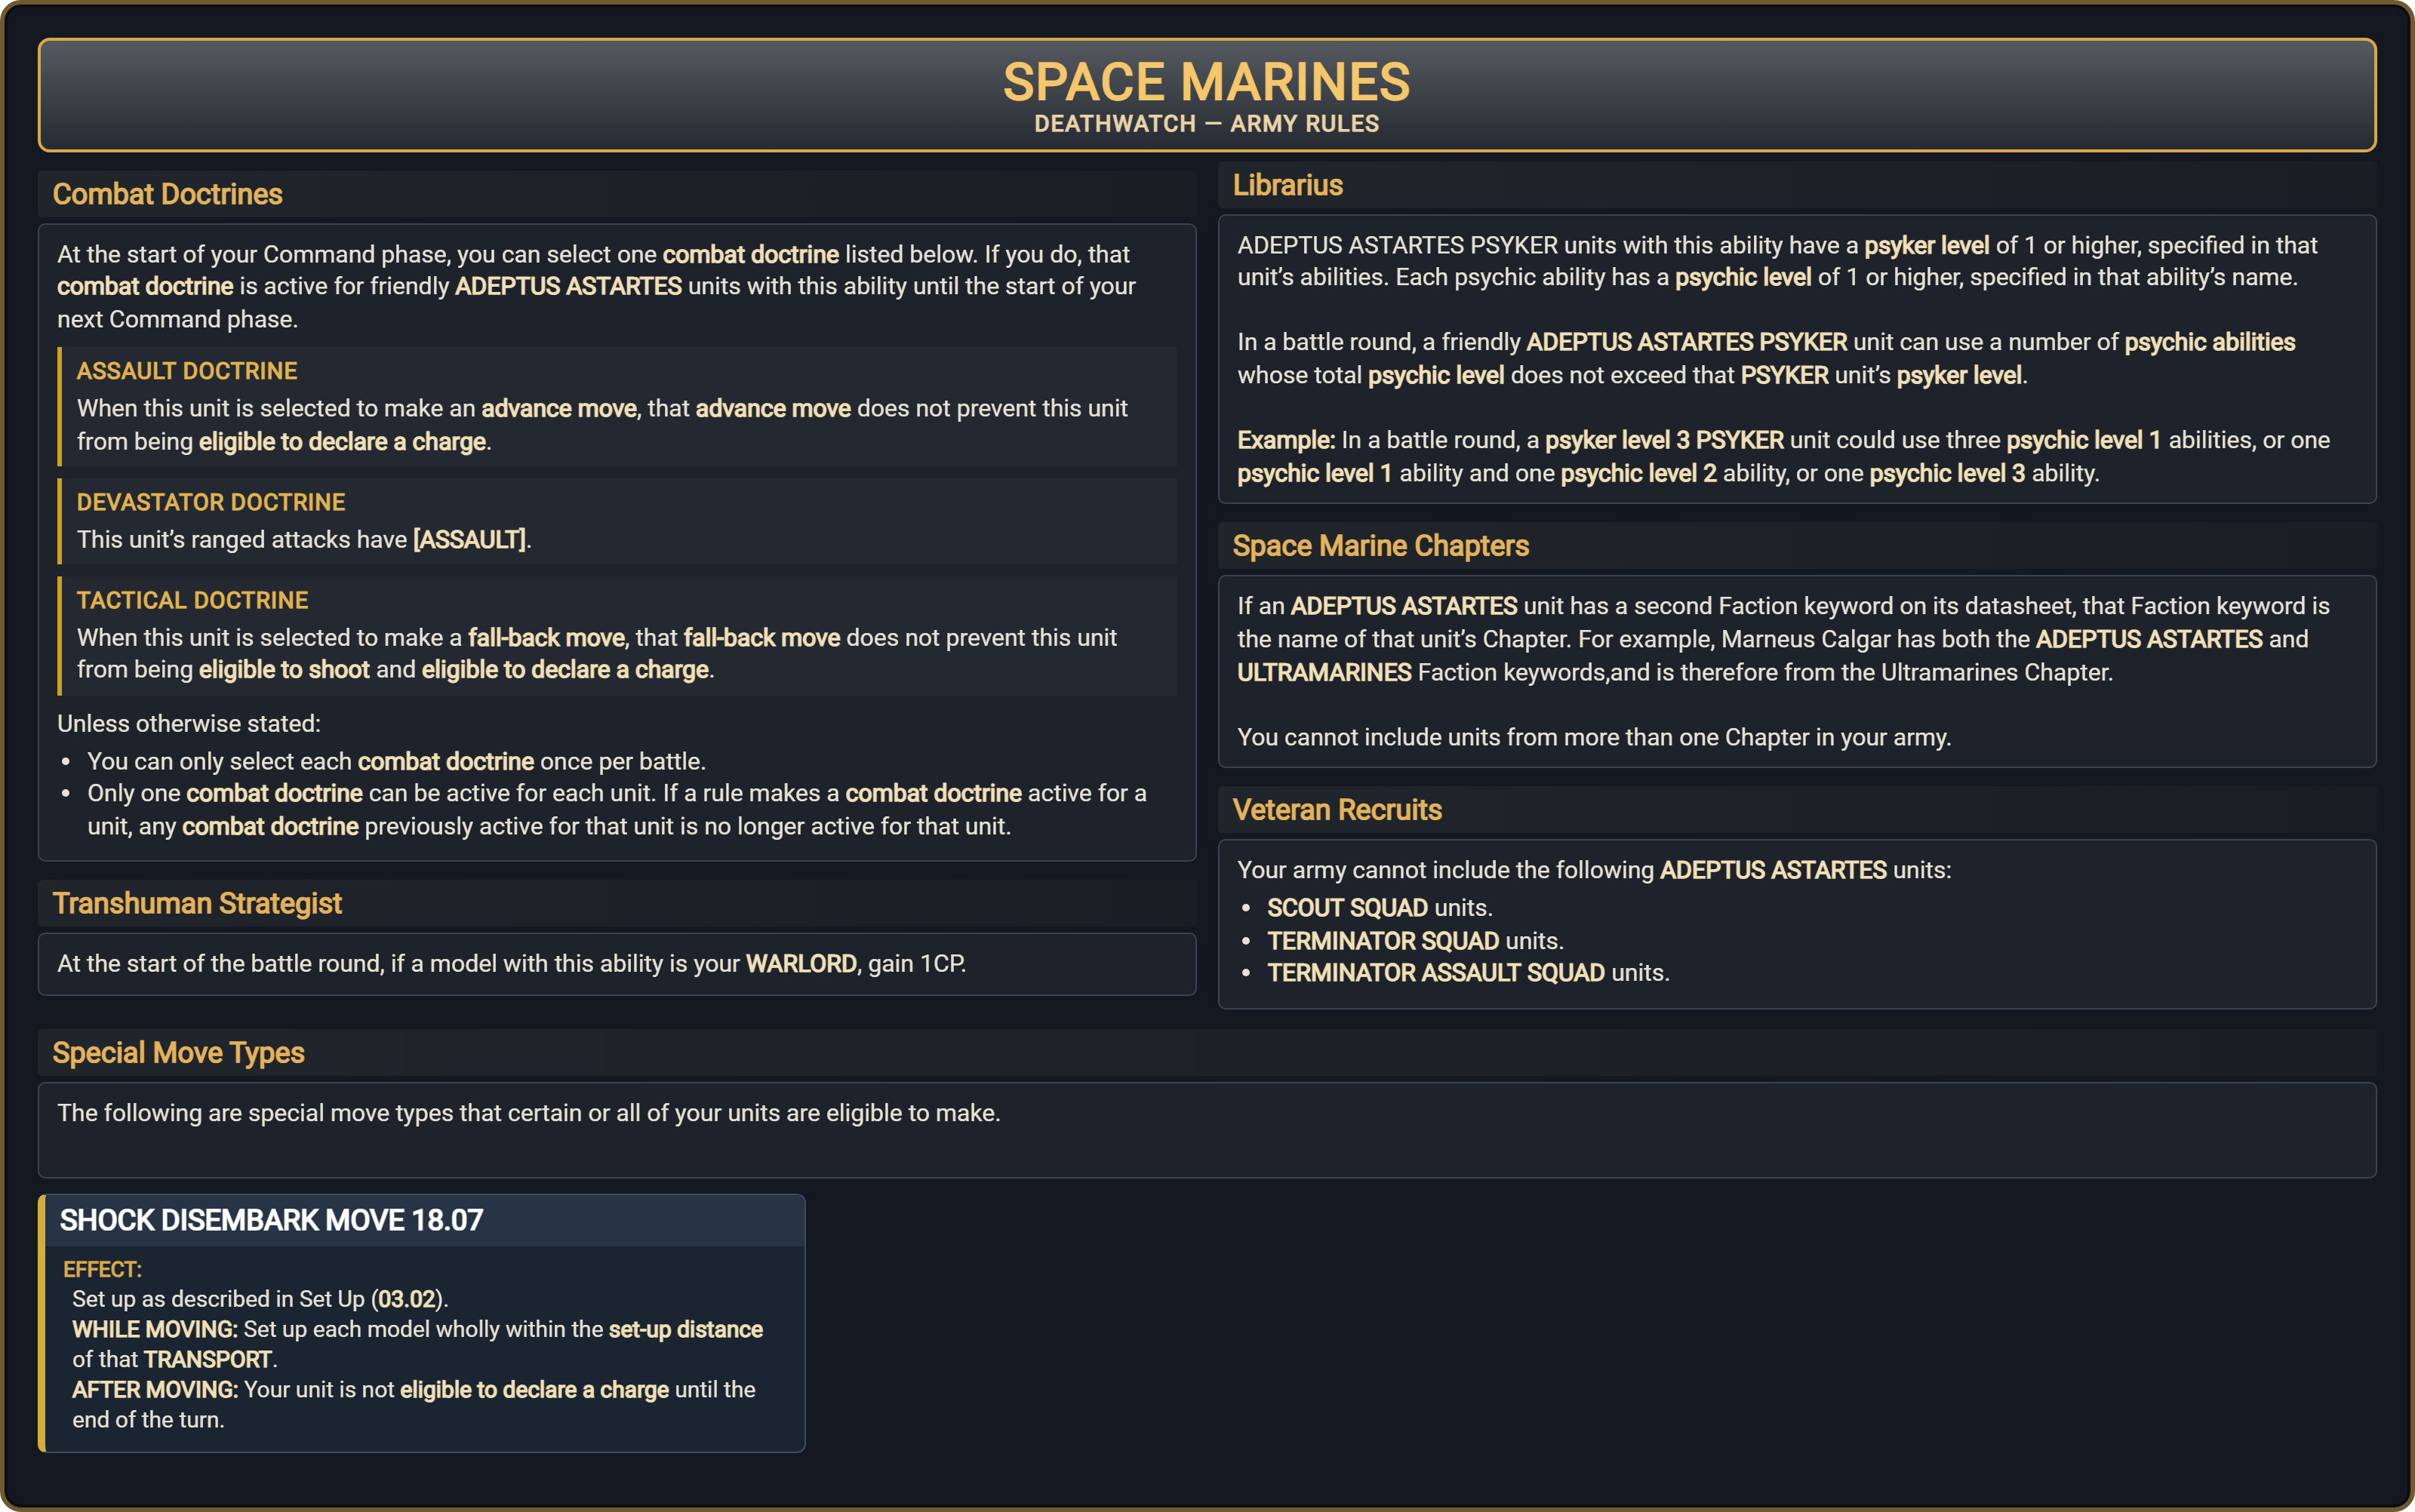 SPACE MARINES
DEATHWATCH — ARMY RULES
Combat Doctrines
At the start of your Command phase, you can select one combat doctrine listed below. If you do, that
combat doctrine is active for friendly ADEPTUS ASTARTES units with this ability until the start of your
next Command phase.
ASSAULT DOCTRINE
When this unit is selected to make an advance move, that advance move does not prevent this unit
from being eligible to declare a charge.
DEVASTATOR DOCTRINE
This unit’s ranged attacks have [ASSAULT].
TACTICAL DOCTRINE
When this unit is selected to make a fall-back move, that fall-back move does not prevent this unit
from being eligible to shoot and eligible to declare a charge.
Unless otherwise stated:
• You can only select each combat doctrine once per battle.
• Only one combat doctrine can be active for each unit. If a rule makes a combat doctrine active for a
unit, any combat doctrine previously active for that unit is no longer active for that unit.
Transhuman Strategist
At the start of the battle round, if a model with this ability is your WARLORD, gain 1CP.
Librarius
ADEPTUS ASTARTES PSYKER units with this ability have a psyker level of 1 or higher, specified in that
unit’s abilities. Each psychic ability has a psychic level of 1 or higher, specified in that ability’s name.
In a battle round, a friendly ADEPTUS ASTARTES PSYKER unit can use a number of psychic abilities
whose total psychic level does not exceed that PSYKER unit’s psyker level.
Example: In a battle round, a psyker level 3 PSYKER unit could use three psychic level 1 abilities, or one
psychic level 1 ability and one psychic level 2 ability, or one psychic level 3 ability.
Space Marine Chapters
If an ADEPTUS ASTARTES unit has a second Faction keyword on its datasheet, that Faction keyword is
the name of that unit’s Chapter. For example, Marneus Calgar has both the ADEPTUS ASTARTES and
ULTRAMARINES Faction keywords,and is therefore from the Ultramarines Chapter.
You cannot include units from more than one Chapter in your army.
Veteran Recruits
Your army cannot include the following ADEPTUS ASTARTES units:
• SCOUT SQUAD units.
• TERMINATOR SQUAD units.
• TERMINATOR ASSAULT SQUAD units.
Special Move Types
The following are special move types that certain or all of your units are eligible to make.
SHOCK DISEMBARK MOVE 18.07
EFFECT:
Set up as described in Set Up (03.02).
WHILE MOVING: Set up each model wholly within the set-up distance
of that TRANSPORT.
AFTER MOVING: Your unit is not eligible to declare a charge until the
end of the turn.